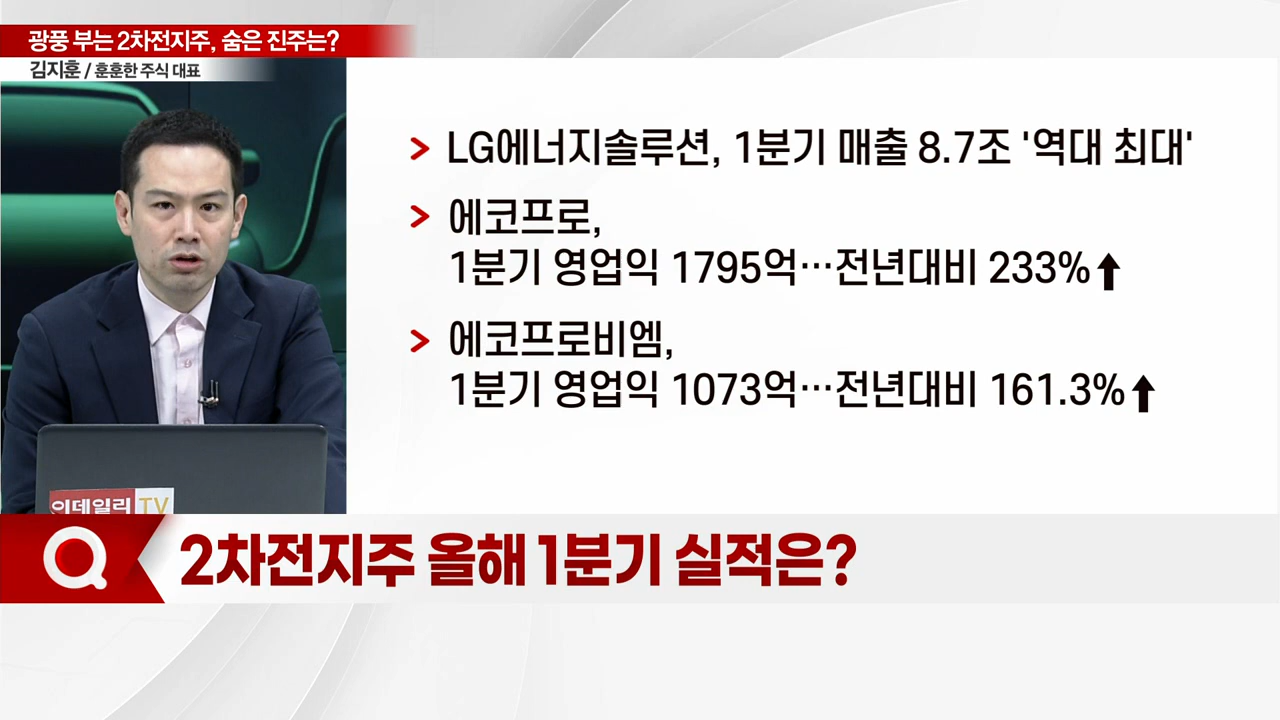 광풍 부는 2차전지주, 숨은 진주는?
김지훈 / 훈훈한 주식 대표
> LG에너지솔루션, 1분기 매출 8.7조 '역대 최대'
> 에코프로,
1분기 영업익 1795억…전년대비 233%⬆
> 에코프로비엠,
1분기 영업익 1073억…전년대비 161.3%⬆
이데일리 TV
Q 2차전지주 올해 1분기 실적은?